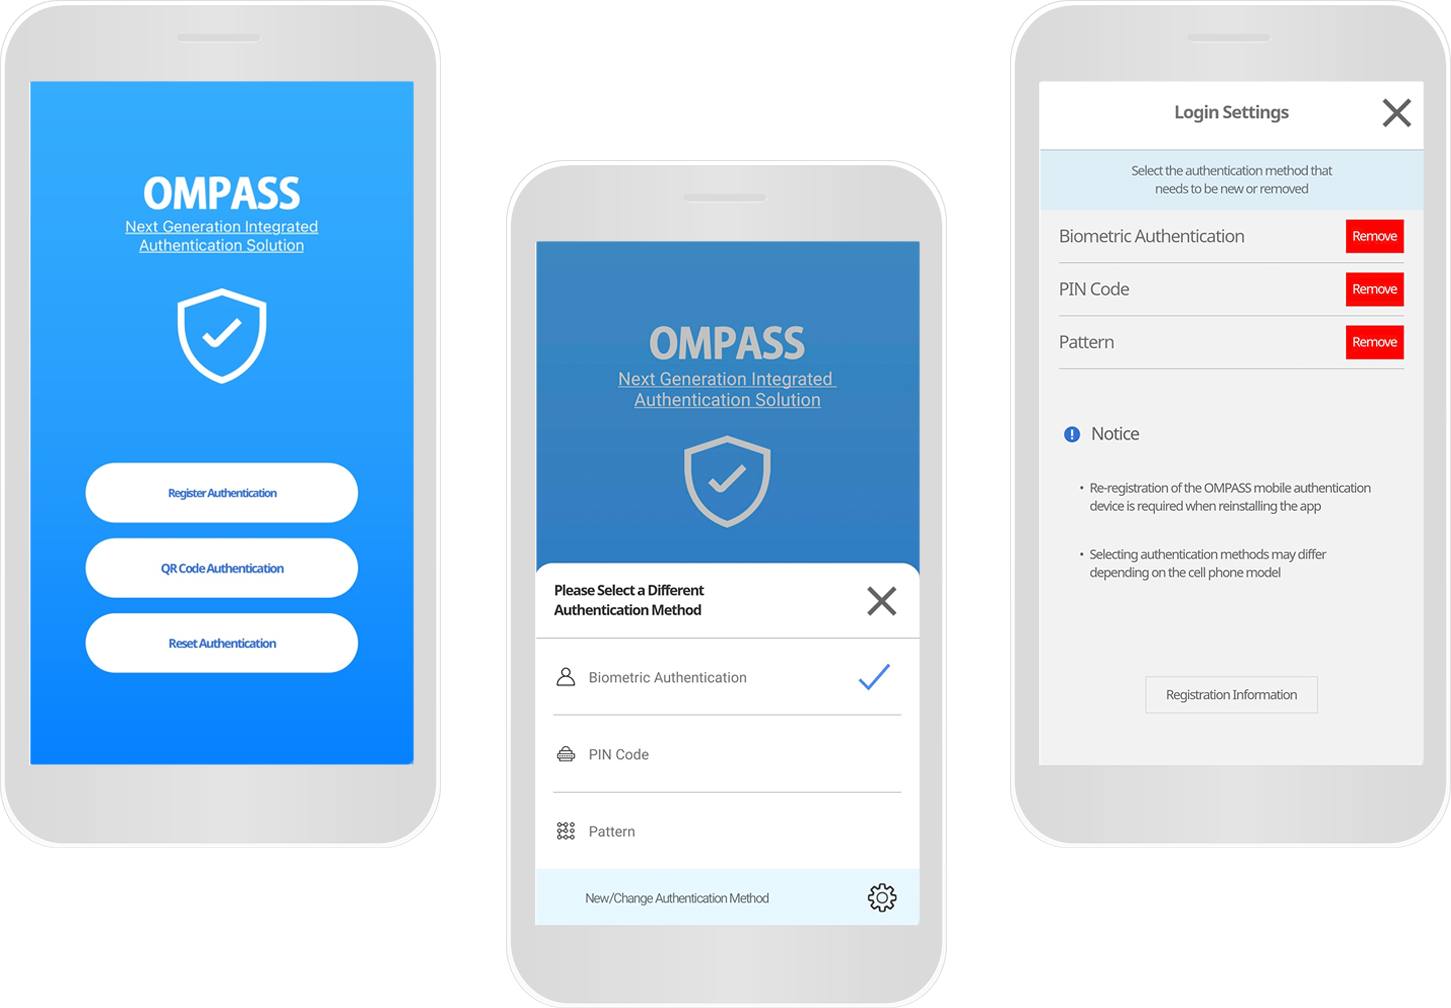 OMPASS
Next Generation Integrated
Authentication Solution
Register Authentication
QR Code Authentication
Reset Authentication
OMPASS
Next Generation Integrated
Authentication Solution
Please Select a Different
Authentication Method
Biometric Authentication
PIN Code
Pattern
New/Change Authentication Method
Login Settings
Select the authentication method that
needs to be new or removed
Biometric Authentication Remove
PIN Code Remove
Pattern Remove
Notice
• Re-registration of the OMPASS mobile authentication
device is required when reinstalling the app
• Selecting authentication methods may differ
depending on the cell phone model
Registration Information